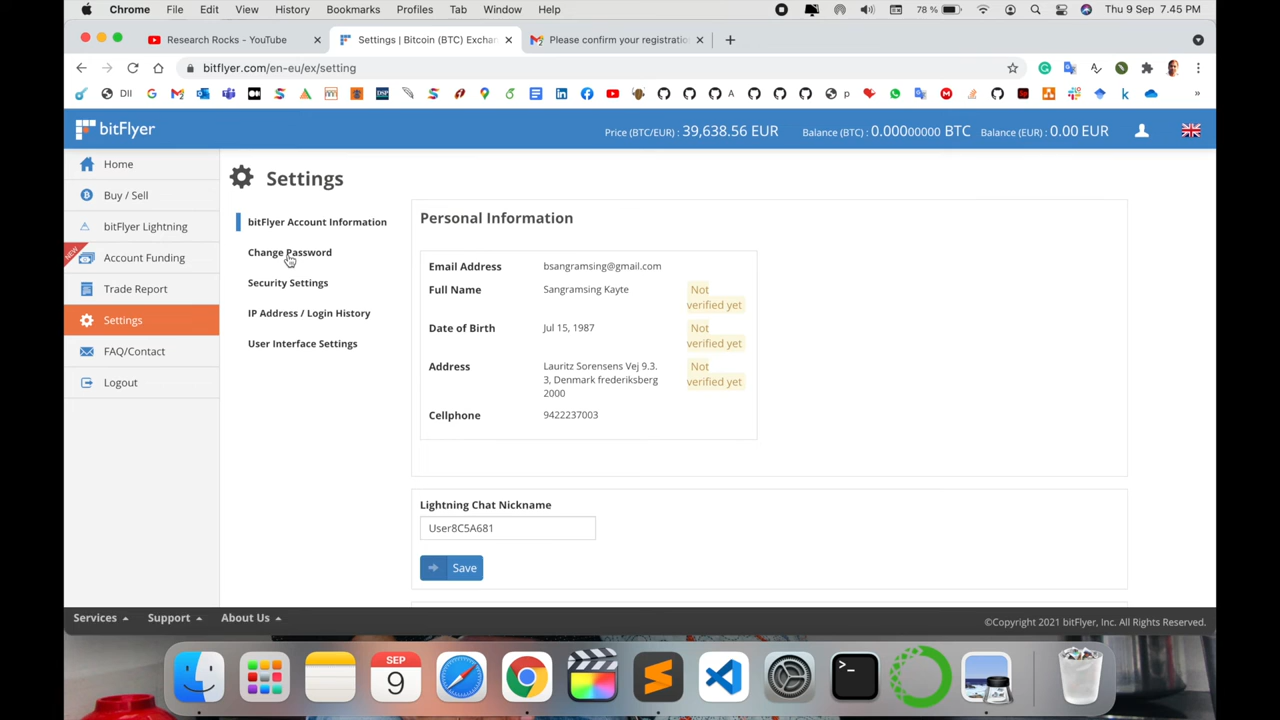 Chrome File Edit View History Bookmarks Profiles Tab Window Help 78 % Thu 9 Sep 7.45 PM
Research Rocks - YouTube Settings | Bitcoin (BTC) Exchan Please confirm your registratio
bitflyer.com/en-eu/ex/setting
DII DSP A p k
bitFlyer Price (BTC/EUR) : 39,638.56 EUR Balance (BTC) : 0.00000000 BTC Balance (EUR) : 0.00 EUR
Home
Buy / Sell
bitFlyer Lightning
NEW
Account Funding
Trade Report
Settings
FAQ/Contact
Logout
Settings
bitFlyer Account Information
Change Password
Security Settings
IP Address / Login History
User Interface Settings
Personal Information
Email Address bsangramsing@gmail.com
Full Name Sangramsing Kayte Not
verified yet
Date of Birth Jul 15, 1987 Not
verified yet
Address Lauritz Sorensens Vej 9.3. Not
3, Denmark frederiksberg verified yet
2000
Cellphone 9422237003
Lightning Chat Nickname
User8C5A681
Save
Services Support About Us ©Copyright 2021 bitFlyer, Inc. All Rights Reserved.
SEP
9